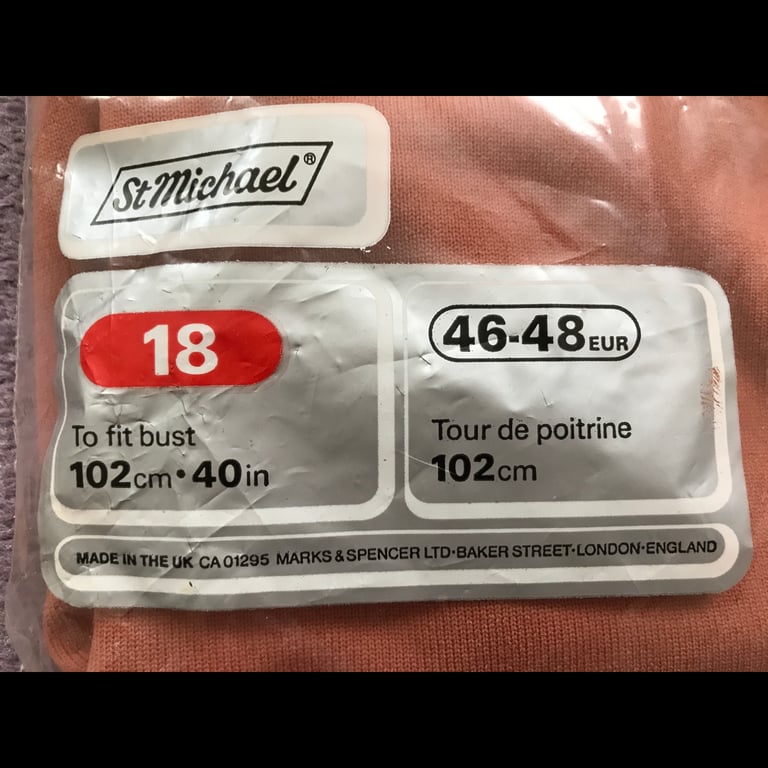 St Michael®
18
To fit bust
102cm•40in
46-48 EUR
Tour de poitrine
102cm
MADE IN THE UK CA 01295 MARKS & SPENCER LTD•BAKER STREET•LONDON•ENGLAND